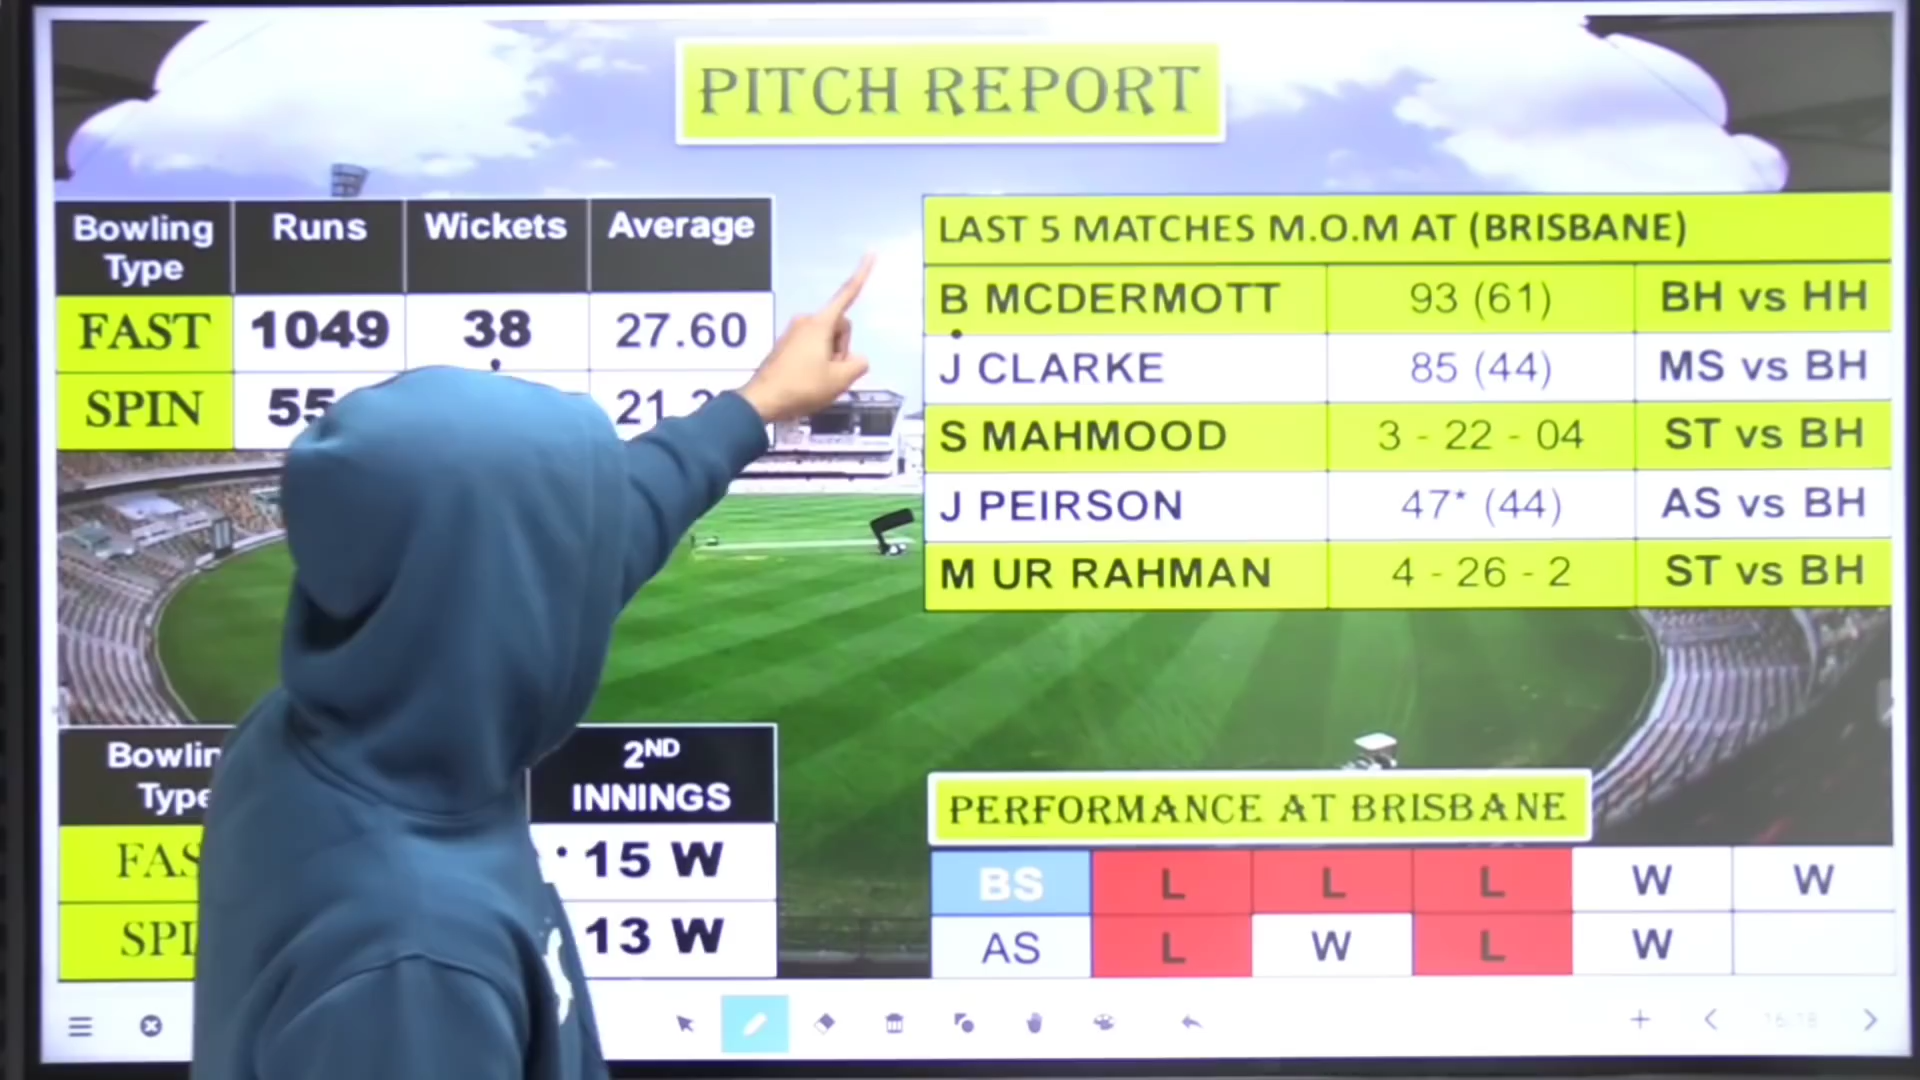 PITCH REPORT
Bowling Type Runs Wickets Average
FAST 1049 38 27.60
SPIN
LAST 5 MATCHES M.O.M AT (BRISBANE)
B MCDERMOTT 93 (61) BH vs HH
J CLARKE 85 (44) MS vs BH
S MAHMOOD 3 - 22 - 04 ST vs BH
J PEIRSON 47* (44) AS vs BH
M UR RAHMAN 4 - 26 - 2 ST vs BH
2ND
INNINGS
15 W
13 W
PERFORMANCE AT BRISBANE
BS L L L W W
AS L W L W